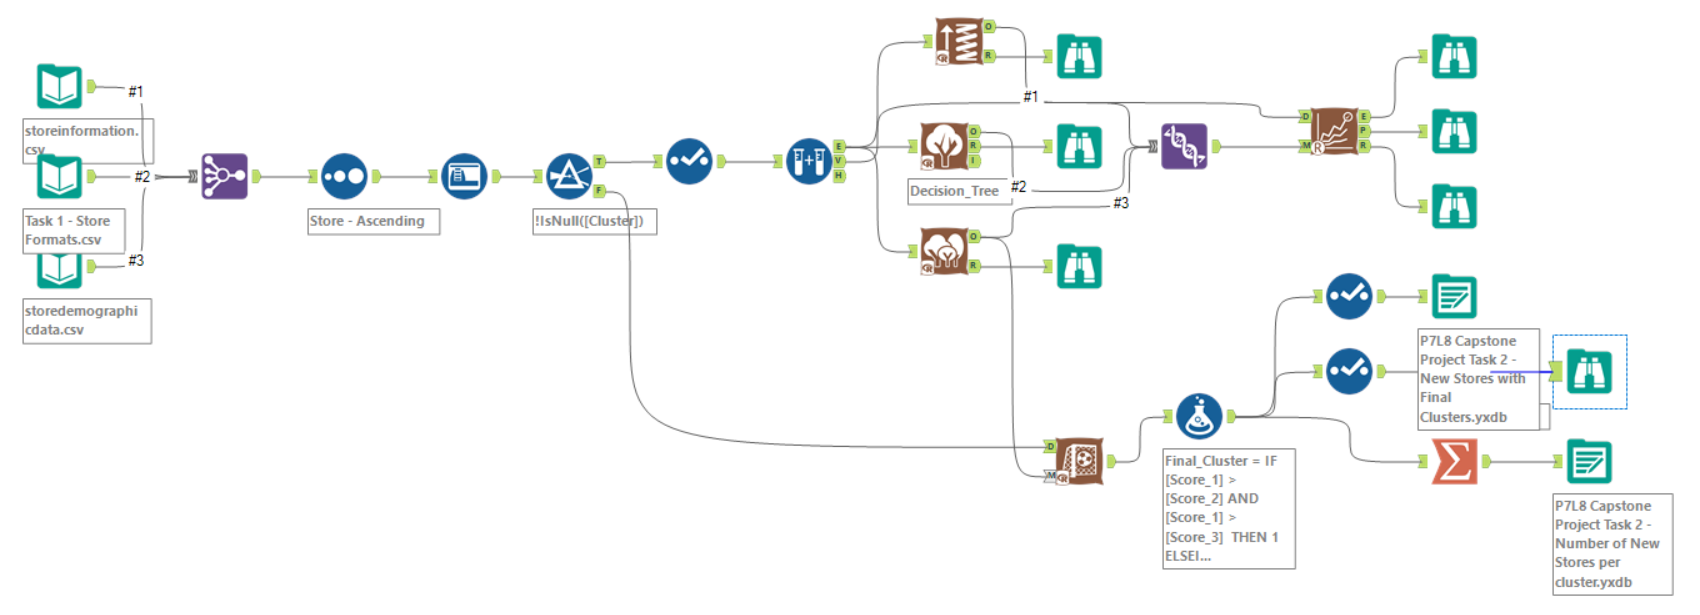 #1
storeinformation.
csv
#2
Task 1 - Store
Formats.csv
#3
storedemographi
cdata.csv
Store - Ascending
T
F
!IsNull([Cluster])
E
V
H
O
R
R
#1
O
R
I
R
Decision_Tree
#2
#3
O
R
R
D
M
R
E
P
R
D
M
R
Final_Cluster = IF
[Score_1] >
[Score_2] AND
[Score_1] >
[Score_3] THEN 1
ELSEI...
P7L8 Capstone
Project Task 2 -
New Stores with
Final
Clusters.yxdb
Σ
P7L8 Capstone
Project Task 2 -
Number of New
Stores per
cluster.yxdb